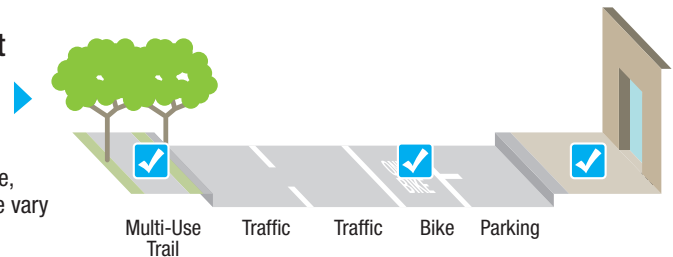 t
e,
e vary
BIKE
Multi-Use
Trail
Traffic
Traffic
Bike
Parking